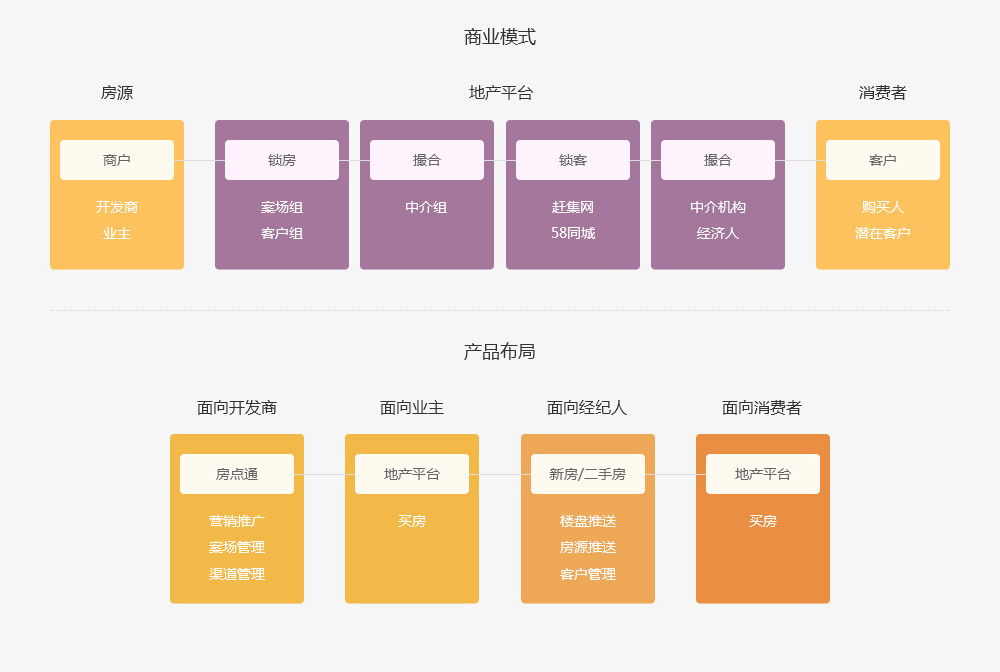 商业模式
房源
地产平台
消费者
商户
锁房
撮合
锁客
撮合
客户
开发商
案场组
中介组
赶集网
中介机构
购买人
业主
客户组
58同城
经济人
潜在客户
产品布局
面向开发商
面向业主
面向经纪人
面向消费者
房点通
地产平台
新房/二手房
地产平台
营销推广
买房
楼盘推送
买房
案场管理
房源推送
渠道管理
客户管理